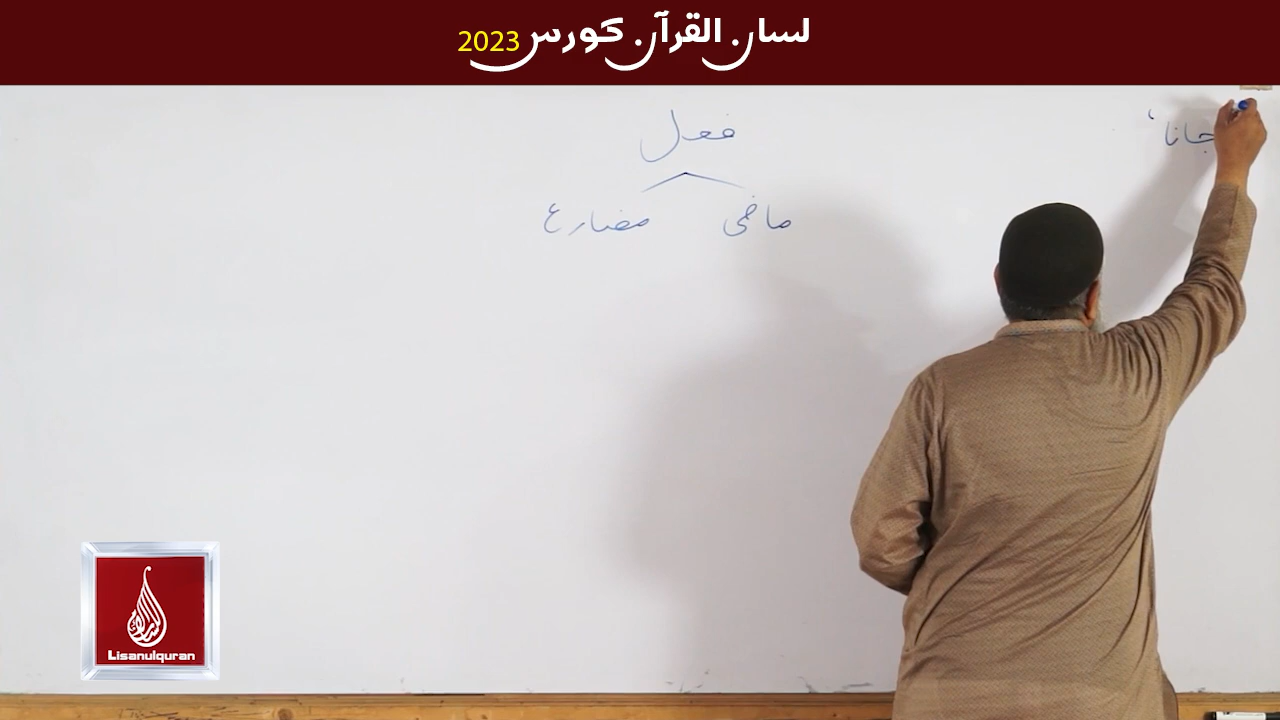 لسان القرآن کورس 2023
فعل
جانا،
ماضی مضارع
Lisanulquran